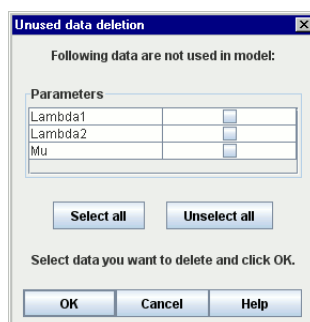 Unused data deletion
Following data are not used in model:
Parameters
Lambda1
Lambda2
Mu
Select all Unselect all
Select data you want to delete and click OK.
OK Cancel Help